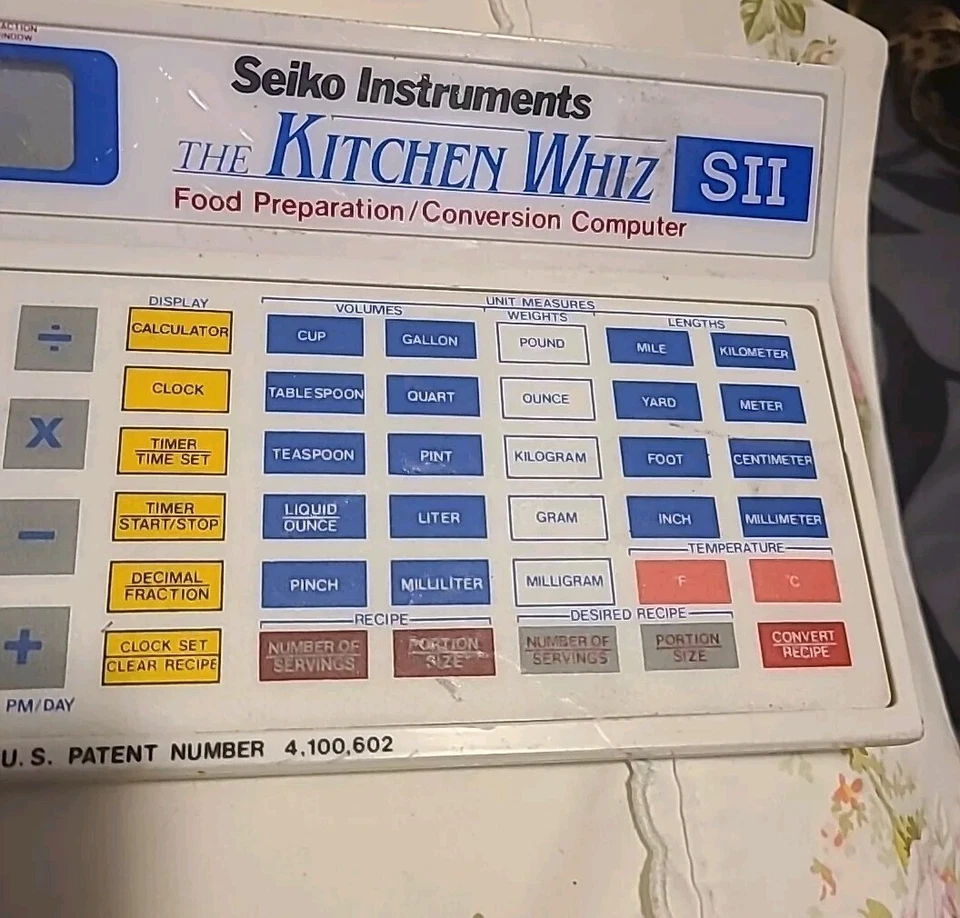 ACTION
INDOW
Seiko Instruments
THE KITCHEN WHIZ SII
Food Preparation/Conversion Computer
DISPLAY
UNIT MEASURES
VOLUMES WEIGHTS LENGTHS
÷ CALCULATOR CUP GALLON POUND MILE KILOMETER
CLOCK TABLESPOON QUART OUNCE YARD METER
X
TIMER
TIME SET
TEASPOON PINT KILOGRAM FOOT CENTIMETER
−
TIMER
START/STOP
LIQUID
OUNCE
LITER GRAM INCH MILLIMETER
TEMPERATURE
DECIMAL
FRACTION
PINCH MILLILITER MILLIGRAM °F °C
RECIPE DESIRED RECIPE
+
CLOCK SET
CLEAR RECIPE
NUMBER OF
SERVINGS
PORTION
SIZE
NUMBER OF
SERVINGS
PORTION
SIZE
CONVERT
RECIPE
PM/DAY
U.S. PATENT NUMBER 4,100,602